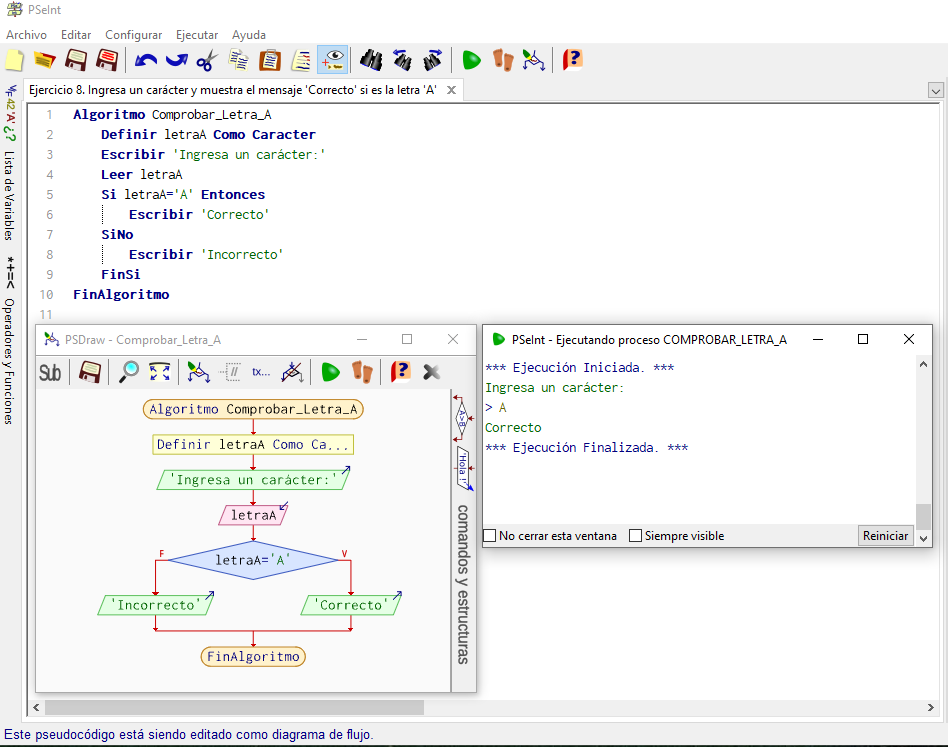 PSeInt
Archivo Editar Configurar Ejecutar Ayuda
Ejercicio 8. Ingresa un carácter y muestra el mensaje 'Correcto' si es la letra 'A'
Lista de Variables
*+=< Operadores y Funciones
1 Algoritmo Comprobar_Letra_A
2 Definir letraA Como Caracter
3 Escribir 'Ingresa un carácter:'
4 Leer letraA
5 Si letraA='A' Entonces
6 Escribir 'Correcto'
7 SiNo
8 Escribir 'Incorrecto'
9 FinSi
10 FinAlgoritmo
11
PSDraw - Comprobar_Letra_A
Sub
tx...
Algoritmo Comprobar_Letra_A
Definir letraA Como Ca...
'Ingresa un carácter:'
letraA
F
letraA='A'
V
'Incorrecto'
'Correcto'
FinAlgoritmo
A>B
Hola !
comandos y estructuras
PSeInt - Ejecutando proceso COMPROBAR_LETRA_A
*** Ejecución Iniciada. ***
Ingresa un carácter:
> A
Correcto
*** Ejecución Finalizada. ***
No cerrar esta ventana Siempre visible Reiniciar
Este pseudocódigo está siendo editado como diagrama de flujo.